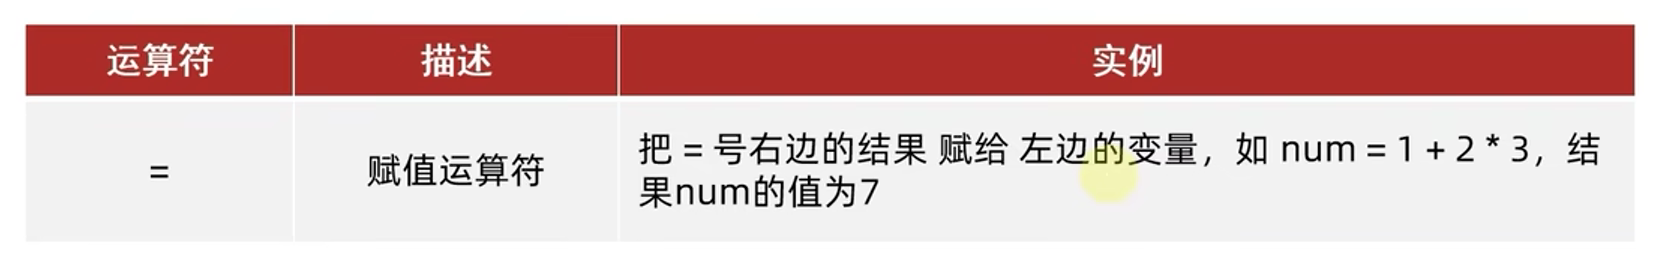 运算符 描述 实例
= 赋值运算符 把 = 号右边的结果 赋给 左边的变量，如 num = 1 + 2 * 3，结
果num的值为7